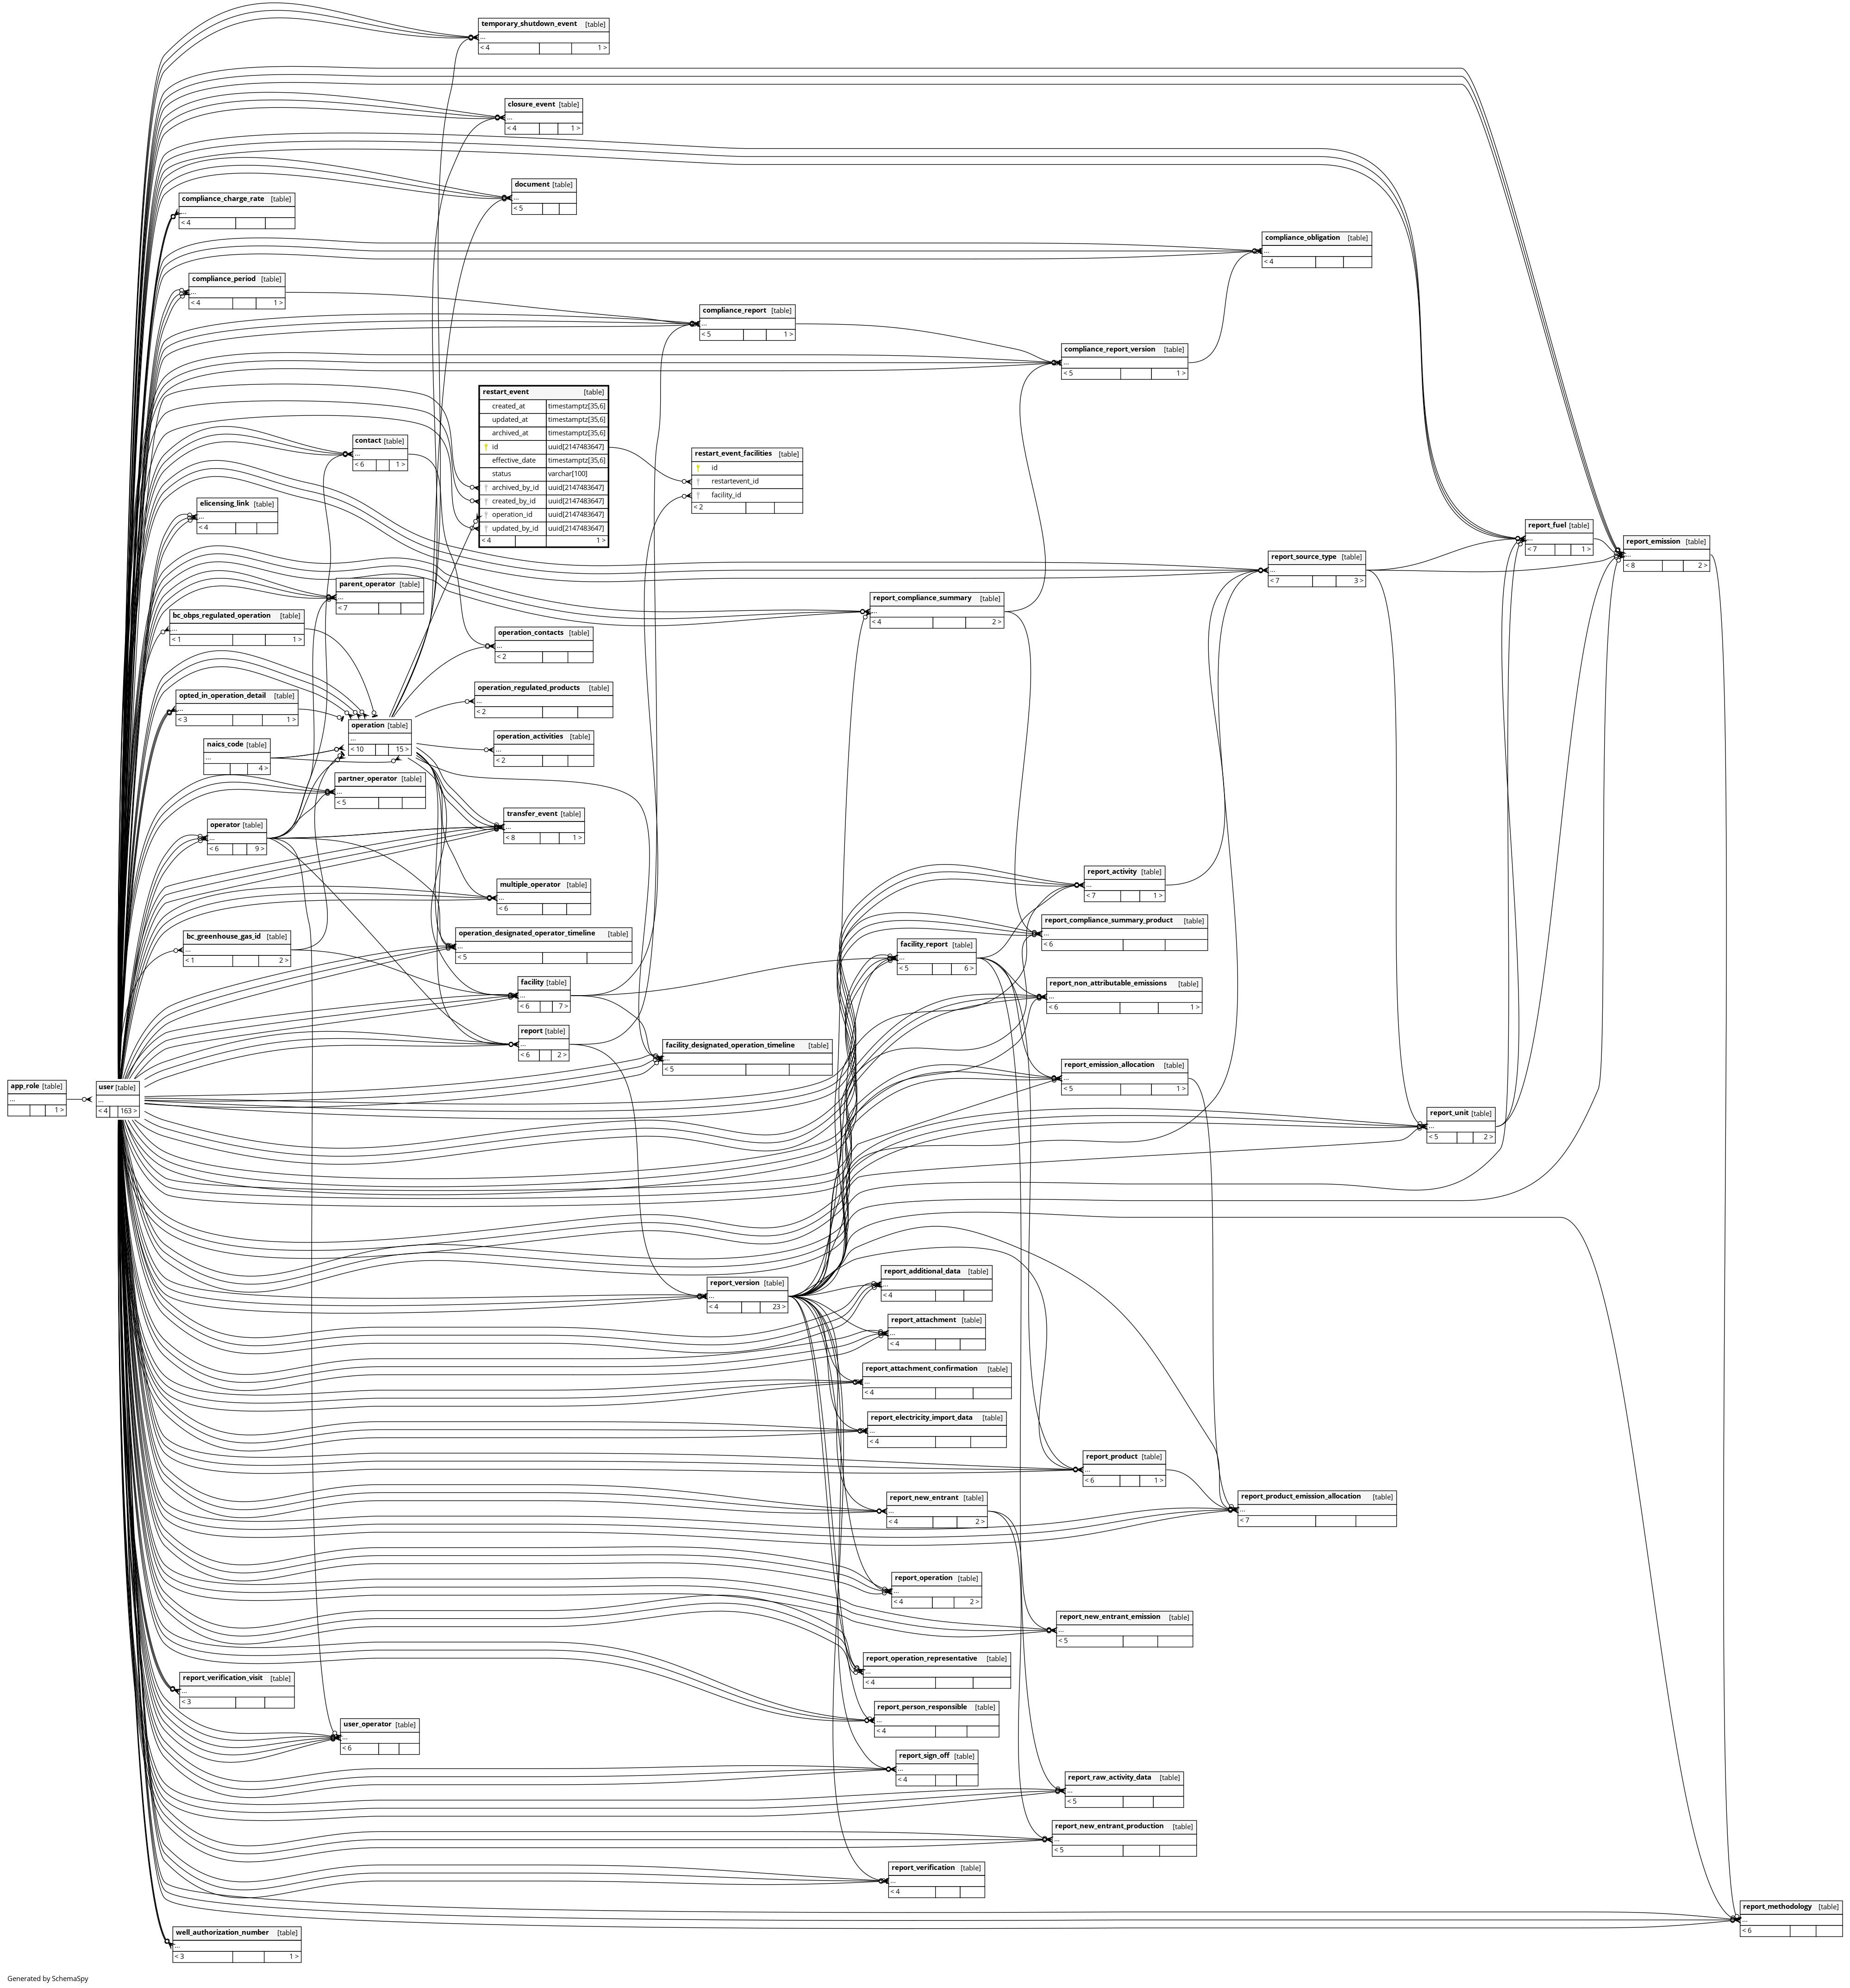 temporary_shutdown_event [table]
...
< 4 1 >
closure_event [table]
...
< 4 1 >
document [table]
...
< 5
compliance_charge_rate [table]
...
< 4
compliance_obligation [table]
...
< 4
compliance_period [table]
...
< 4 1 >
compliance_report [table]
...
< 5 1 >
compliance_report_version [table]
...
< 5 1 >
restart_event [table]
created_at timestamptz[35,6]
updated_at timestamptz[35,6]
archived_at timestamptz[35,6]
id uuid[2147483647]
effective_date timestamptz[35,6]
status varchar[100]
archived_by_id uuid[2147483647]
created_by_id uuid[2147483647]
operation_id uuid[2147483647]
updated_by_id uuid[2147483647]
< 4 1 >
contact [table]
...
< 6 1 >
restart_event_facilities [table]
id
restartevent_id
facility_id
< 2
elicensing_link [table]
...
< 4
report_fuel [table]
...
< 7 1 >
report_emission [table]
...
< 8 2 >
report_source_type [table]
...
< 7 3 >
parent_operator [table]
...
< 7
report_compliance_summary [table]
...
< 4 2 >
bc_obps_regulated_operation [table]
...
< 1 1 >
operation_contacts [table]
...
< 2
operation_regulated_products [table]
...
< 2
opted_in_operation_detail [table]
...
< 3 1 >
operation [table]
...
< 10 15 >
operation_activities [table]
...
< 2
naics_code [table]
...
4 >
partner_operator [table]
...
< 5
transfer_event [table]
...
< 8 1 >
operator [table]
...
< 6 9 >
report_activity [table]
...
< 7 1 >
multiple_operator [table]
...
< 6
report_compliance_summary_product [table]
...
< 6
operation_designated_operator_timeline [table]
...
< 5
bc_greenhouse_gas_id [table]
...
< 1 2 >
facility_report [table]
...
< 5 6 >
facility [table]
...
< 6 7 >
report_non_attributable_emissions [table]
...
< 6 1 >
report [table]
...
< 6 2 >
facility_designated_operation_timeline [table]
...
< 5
report_emission_allocation [table]
...
< 5 1 >
app_role [table]
...
1 >
user [table]
...
< 4 163 >
report_unit [table]
...
< 5 2 >
report_additional_data [table]
...
< 4
report_version [table]
...
< 4 23 >
report_attachment [table]
...
< 4
report_attachment_confirmation [table]
...
< 4
report_electricity_import_data [table]
...
< 4
report_product [table]
...
< 6 1 >
report_new_entrant [table]
...
< 4 2 >
report_product_emission_allocation [table]
...
< 7
report_operation [table]
...
< 4 2 >
report_new_entrant_emission [table]
...
< 5
report_operation_representative [table]
...
< 4
report_verification_visit [table]
...
< 3
report_person_responsible [table]
...
< 4
user_operator [table]
...
< 6
report_sign_off [table]
...
< 4
report_raw_activity_data [table]
...
< 5
report_new_entrant_production [table]
...
< 5
report_verification [table]
...
< 4
report_methodology [table]
...
< 6
well_authorization_number [table]
...
< 3 1 >
Generated by SchemaSpy